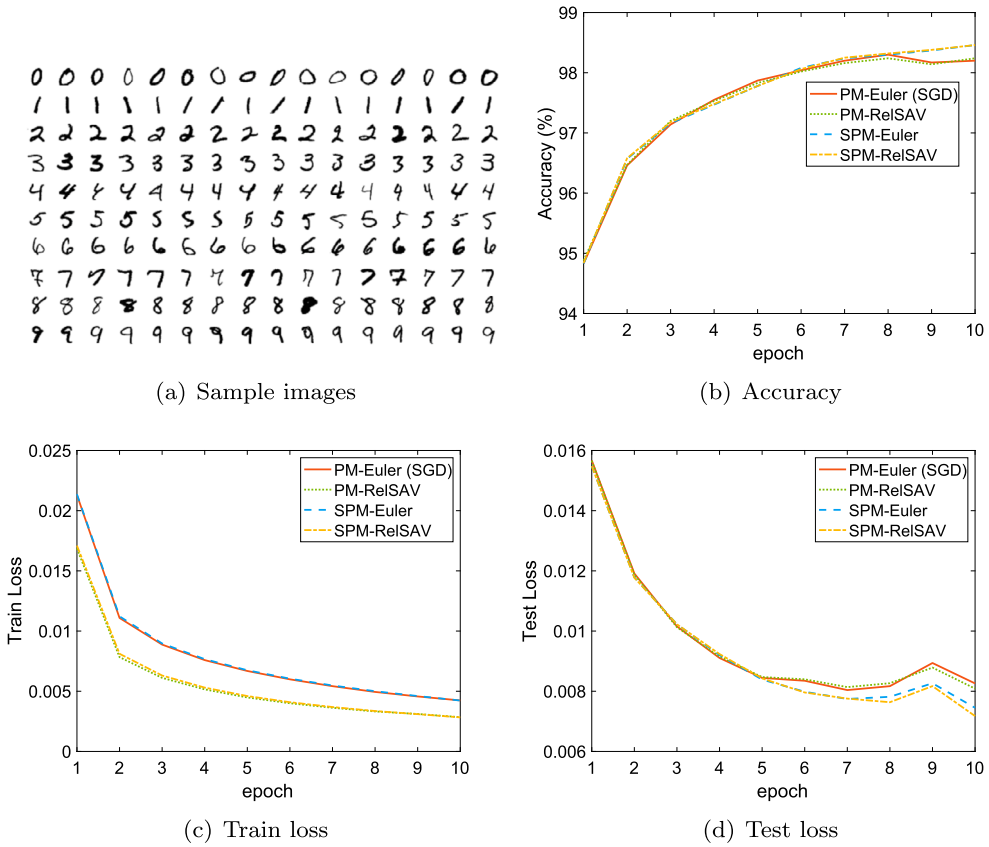 0 0 0 0 0 0 0 0 0 0 0 0 0 0 0 0
1 1 1 1 1 1 1 1 1 1 1 1 1 1 1 1
2 2 2 2 2 2 2 2 2 2 2 2 2 2 2 2
3 3 3 3 3 3 3 3 3 3 3 3 3 3 3 3
4 4 4 4 4 4 4 4 4 4 4 4 4 4 4 4
5 5 5 5 5 5 5 5 5 5 5 5 5 5 5 5
6 6 6 6 6 6 6 6 6 6 6 6 6 6 6 6
7 7 7 7 7 7 7 7 7 7 7 7 7 7 7 7
8 8 8 8 8 8 8 8 8 8 8 8 8 8 8 8
9 9 9 9 9 9 9 9 9 9 9 9 9 9 9 9
(a) Sample images
99
98
97
96
95
94
Accuracy (%)
PM-Euler (SGD)
PM-RelSAV
SPM-Euler
SPM-RelSAV
1 2 3 4 5 6 7 8 9 10
epoch
(b) Accuracy
0.025
0.02
0.015
0.01
0.005
0
Train Loss
PM-Euler (SGD)
PM-RelSAV
SPM-Euler
SPM-RelSAV
1 2 3 4 5 6 7 8 9 10
epoch
(c) Train loss
0.016
0.014
0.012
0.01
0.008
0.006
Test Loss
PM-Euler (SGD)
PM-RelSAV
SPM-Euler
SPM-RelSAV
1 2 3 4 5 6 7 8 9 10
epoch
(d) Test loss